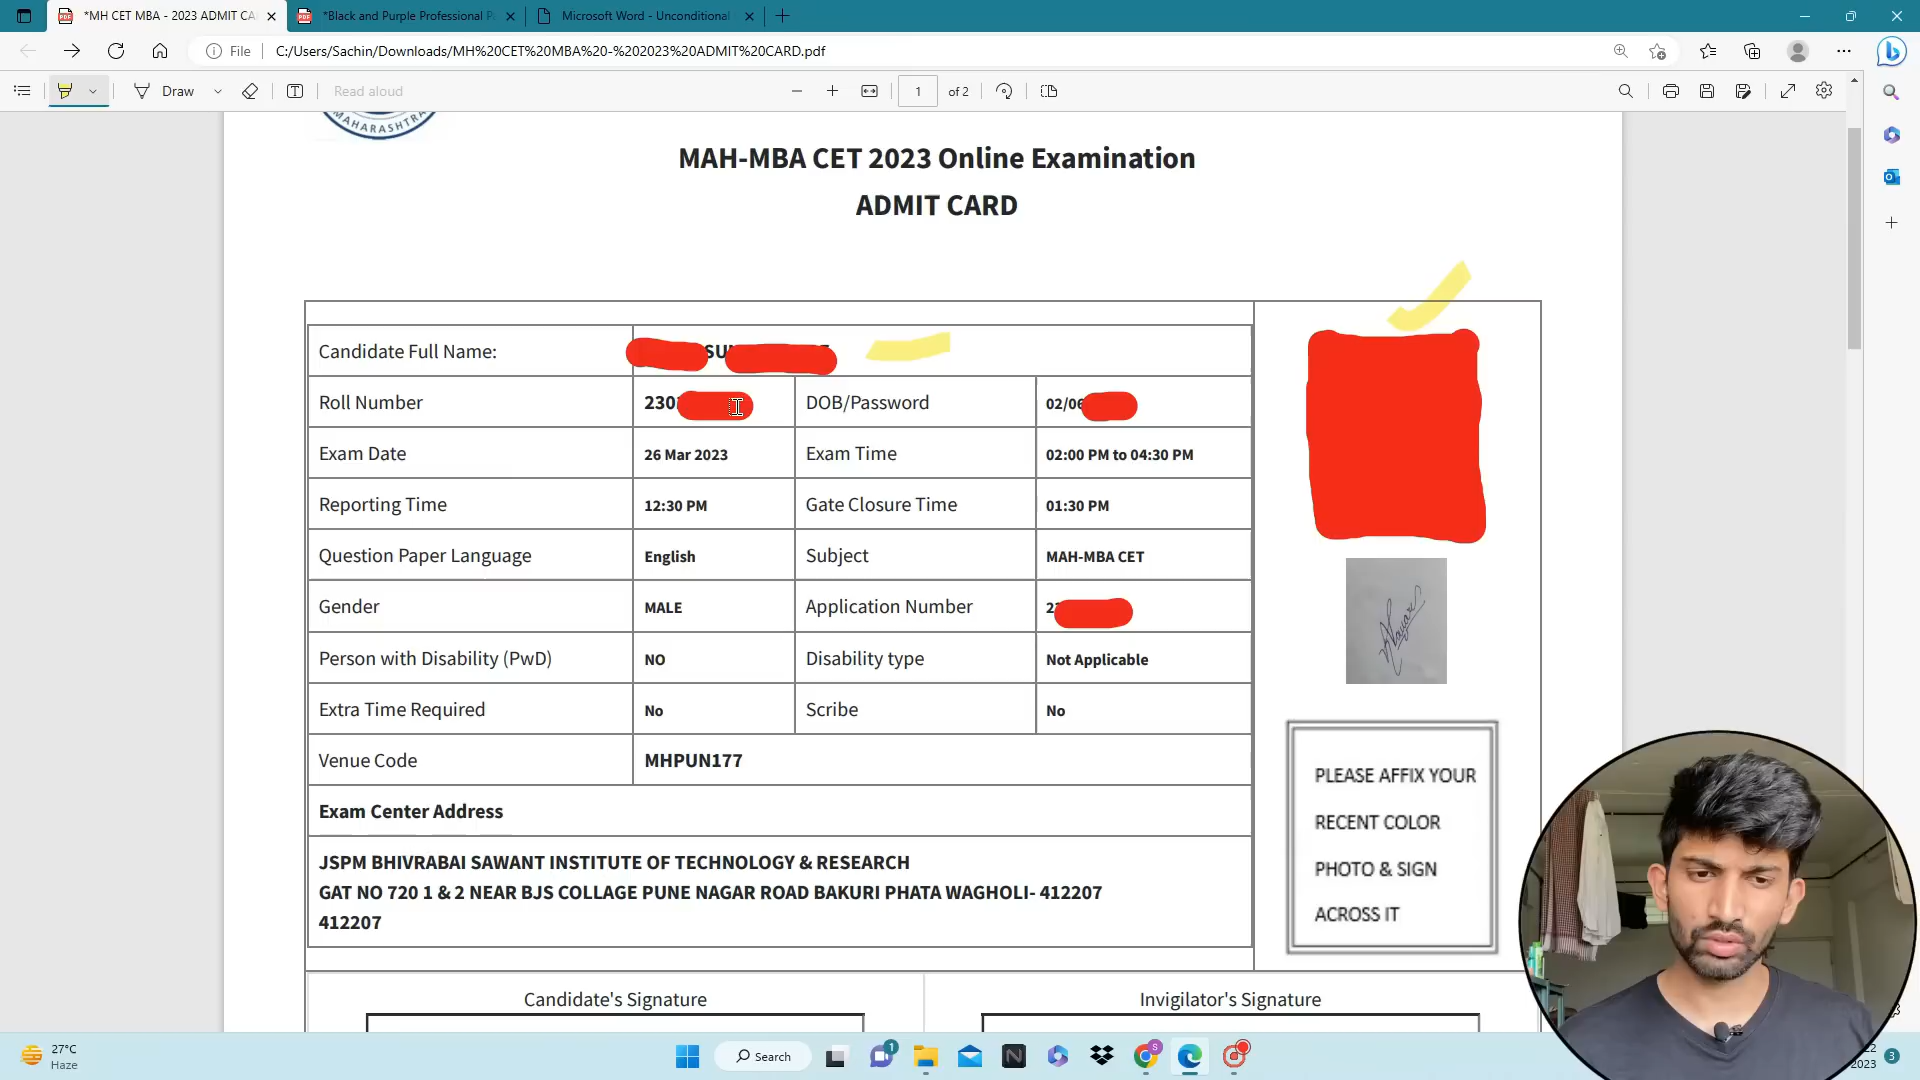 *MH CET MBA - 2023 ADMIT CA
*Black and Purple Professional P
Microsoft Word - Unconditional
File
C:/Users/Sachin/Downloads/MH%20CET%20MBA%20-%202023%20ADMIT%20CARD.pdf
Draw
Read aloud
1
of 2
MAHARASHTRA
MAH-MBA CET 2023 Online Examination
ADMIT CARD
Candidate Full Name:
SU
Roll Number
230
DOB/Password
02/06
Exam Date
26 Mar 2023
Exam Time
02:00 PM to 04:30 PM
Reporting Time
12:30 PM
Gate Closure Time
01:30 PM
Question Paper Language
English
Subject
MAH-MBA CET
Gender
MALE
Application Number
2
Person with Disability (PwD)
NO
Disability type
Not Applicable
Extra Time Required
No
Scribe
No
Venue Code
MHPUN177
Exam Center Address
JSPM BHIVRABAI SAWANT INSTITUTE OF TECHNOLOGY & RESEARCH
GAT NO 720 1 & 2 NEAR BJS COLLAGE PUNE NAGAR ROAD BAKURI PHATA WAGHOLI- 412207
412207
PLEASE AFFIX YOUR
RECENT COLOR
PHOTO & SIGN
ACROSS IT
Candidate's Signature
Invigilator's Signature
27°C
Haze
Search
1
S
22
2023
3